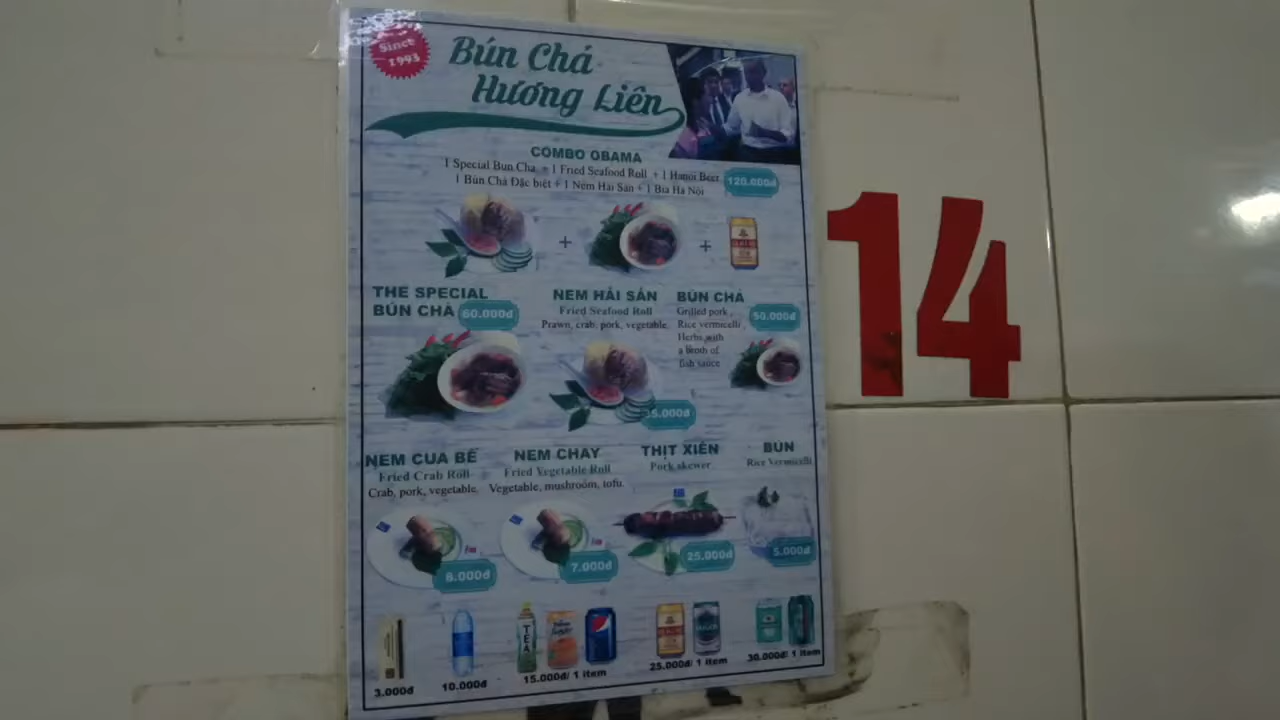 Since
1993
Bún Chả
Hương Liên
COMBO OBAMA
1 Special Bun Cha + 1 Fried Seafood Roll + 1 Hanoi Beer
1 Bún Chả Đặc biệt + 1 Nem Hải Sản + 1 Bia Hà Nội
120.000đ
+
+
THE SPECIAL
BÚN CHẢ
60.000đ
NEM HẢI SẢN
Fried Seafood Roll
Prawn, crab, pork, vegetable.
35.000đ
BÚN CHẢ
Grilled pork,
Rice vermicelli,
Herbs with
a broth of
fish sauce
50.000đ
NEM CUA BỂ
Fried Crab Roll
Crab, pork, vegetable.
8.000đ
NEM CHAY
Fried Vegetable Roll
Vegetable, mushroom, tofu.
7.000đ
THỊT XIÊN
Pork skewer
25.000đ
BÚN
Rice Vermicelli
5.000đ
TEA
3.000đ
10.000đ
15.000đ/ 1 item
25.000đ/ 1 item
30.000đ/ 1 item
14